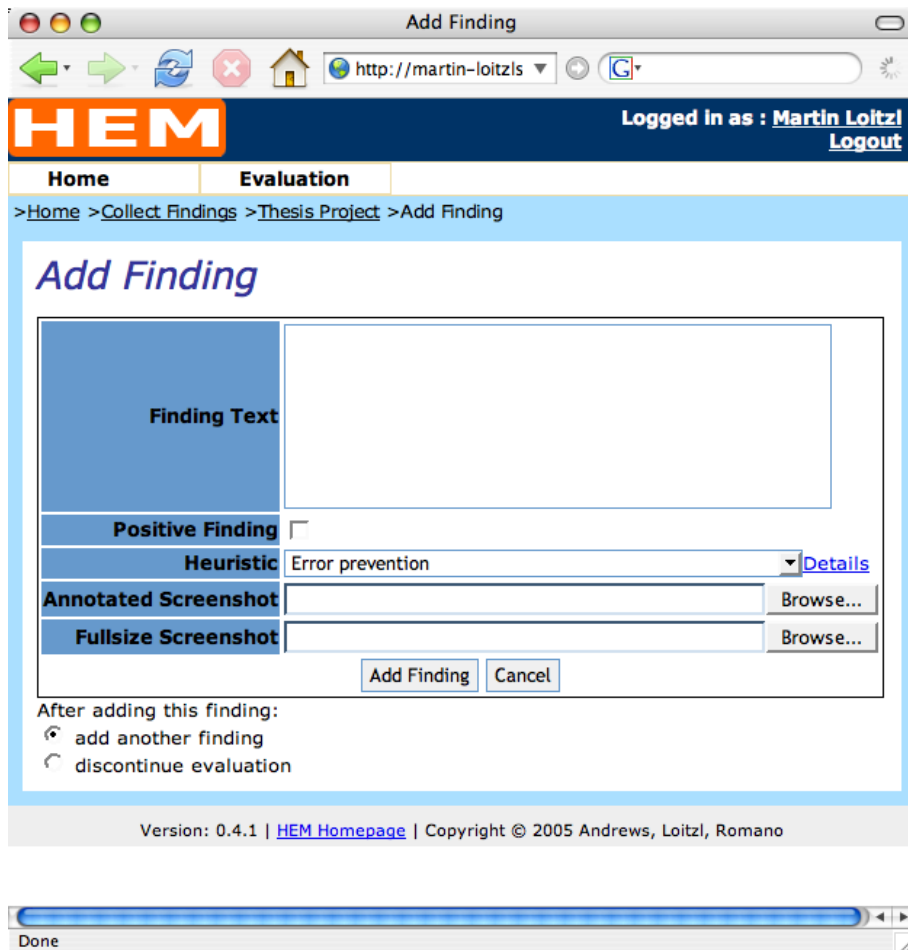 Add Finding
http://martin-loitzls G
HEM
Logged in as : Martin Loitzl
Logout
Home Evaluation
>Home >Collect Findings >Thesis Project >Add Finding
Add Finding
Finding Text
Positive Finding
Heuristic Error prevention Details
Annotated Screenshot Browse...
Fullsize Screenshot Browse...
Add Finding Cancel
After adding this finding:
add another finding
discontinue evaluation
Version: 0.4.1 | HEM Homepage | Copyright © 2005 Andrews, Loitzl, Romano
Done